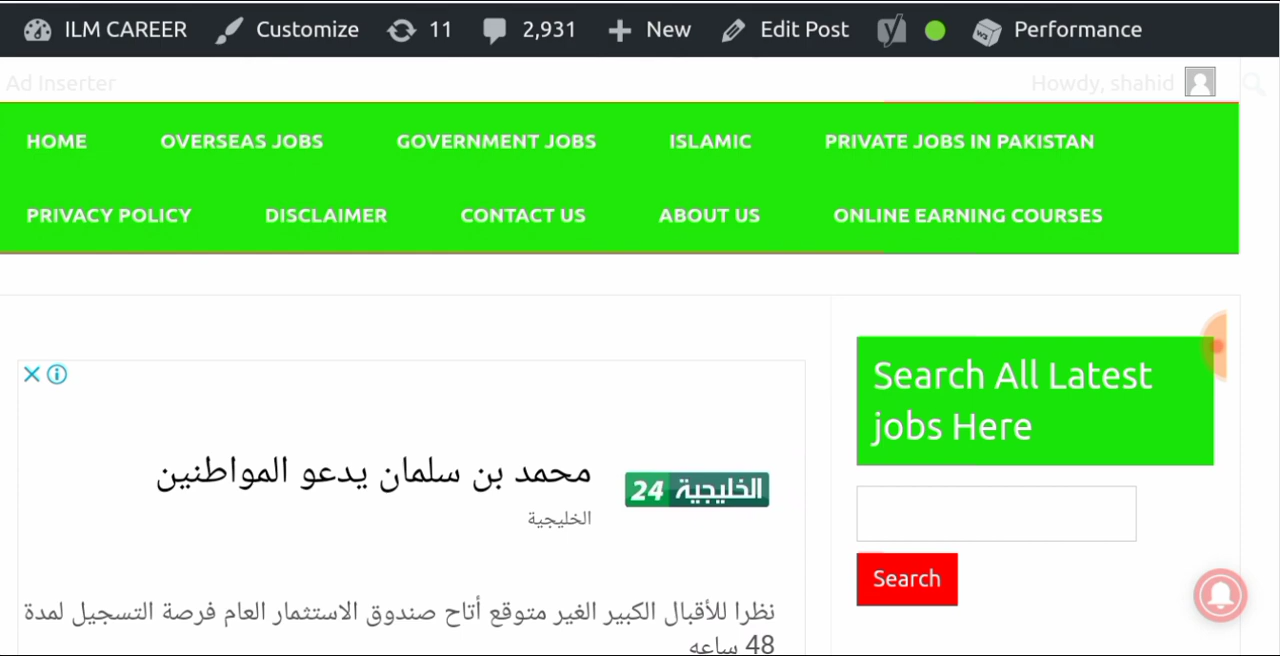 ILM CAREER Customize 11 2,931 New Edit Post Performance
Ad Inserter Howdy, shahid
HOME OVERSEAS JOBS GOVERNMENT JOBS ISLAMIC PRIVATE JOBS IN PAKISTAN
PRIVACY POLICY DISCLAIMER CONTACT US ABOUT US ONLINE EARNING COURSES
محمد بن سلمان يدعو المواطنين
الخليجية
الخليجية 24
نظرا للأقبال الكبير الغير متوقع أتاح صندوق الاستثمار العام فرصة التسجيل لمدة
48 ساعه
Search All Latest
jobs Here
Search